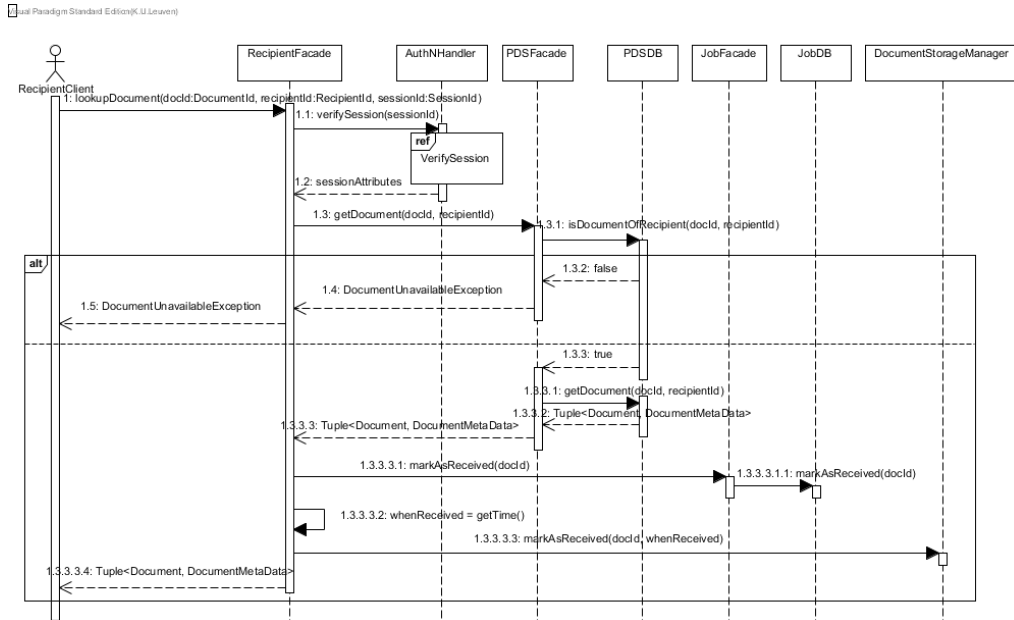 Visual Paradigm Standard Edition(K.U.Leuven)
RecipientFacade
AuthNHandler
PDSFacade
PDSDB
JobFacade
JobDB
DocumentStorageManager
RecipientClient
1: lookupDocument(docId:DocumentId, recipientId:RecipientId, sessionId:SessionId)
1.1: verifySession(sessionId)
ref
VerifySession
1.2: sessionAttributes
1.3: getDocument(docId, recipientId)
1.3.1: isDocumentOfRecipient(docId, recipientId)
alt
1.3.2: false
1.4: DocumentUnavailableException
1.5: DocumentUnavailableException
1.3.3: true
1.3.3.1: getDocument(docId, recipientId)
1.3.3.2: Tuple<Document, DocumentMetaData>
1.3.3.3: Tuple<Document, DocumentMetaData>
1.3.3.3.1: markAsReceived(docId)
1.3.3.3.1.1: markAsReceived(docId)
1.3.3.3.2: whenReceived = getTime()
1.3.3.3.3: markAsReceived(docId, whenReceived)
1.3.3.3.4: Tuple<Document, DocumentMetaData>